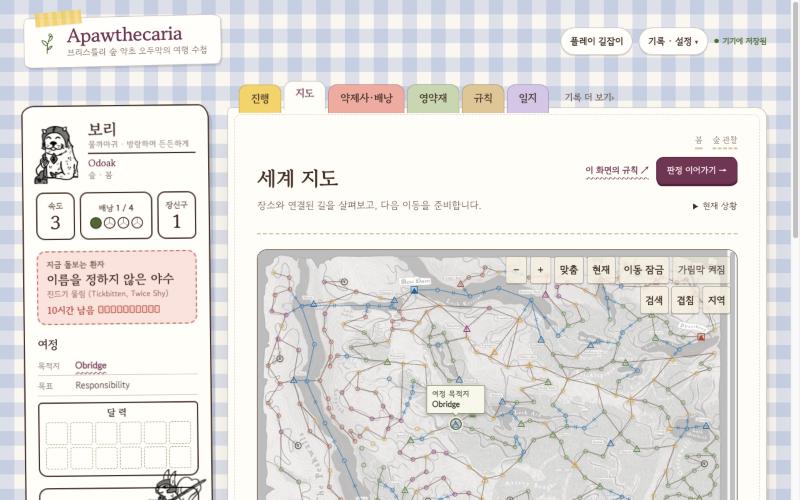 Apawthecaria
브리스틀리 숲 약초 오두막의 여행 수첩
플레이 길잡이
기록 · 설정
기기에 저장됨
진행
지도
약제사·배낭
영약재
규칙
일지
기록 더 보기›
보리
물까마귀 · 방랑하며 든든하게
Odoak
숲 · 봄
속도
3
배낭 1 / 4
장신구
1
지금 돌보는 환자
이름을 정하지 않은 야수
진드기 물림 (Tickbitten, Twice Shy)
10시간 남음
여정
목적지 Obridge
목표 Responsibility
달력
봄 숲 관찰
세계 지도
이 화면의 규칙 ↗
판정 이어가기 →
장소와 연결된 길을 살펴보고, 다음 이동을 준비합니다.
▶ 현재 상황
− + 맞춤 현재 이동 잠금 가림막 켜짐
검색 겹침 지역
여정 목적지
Obridge